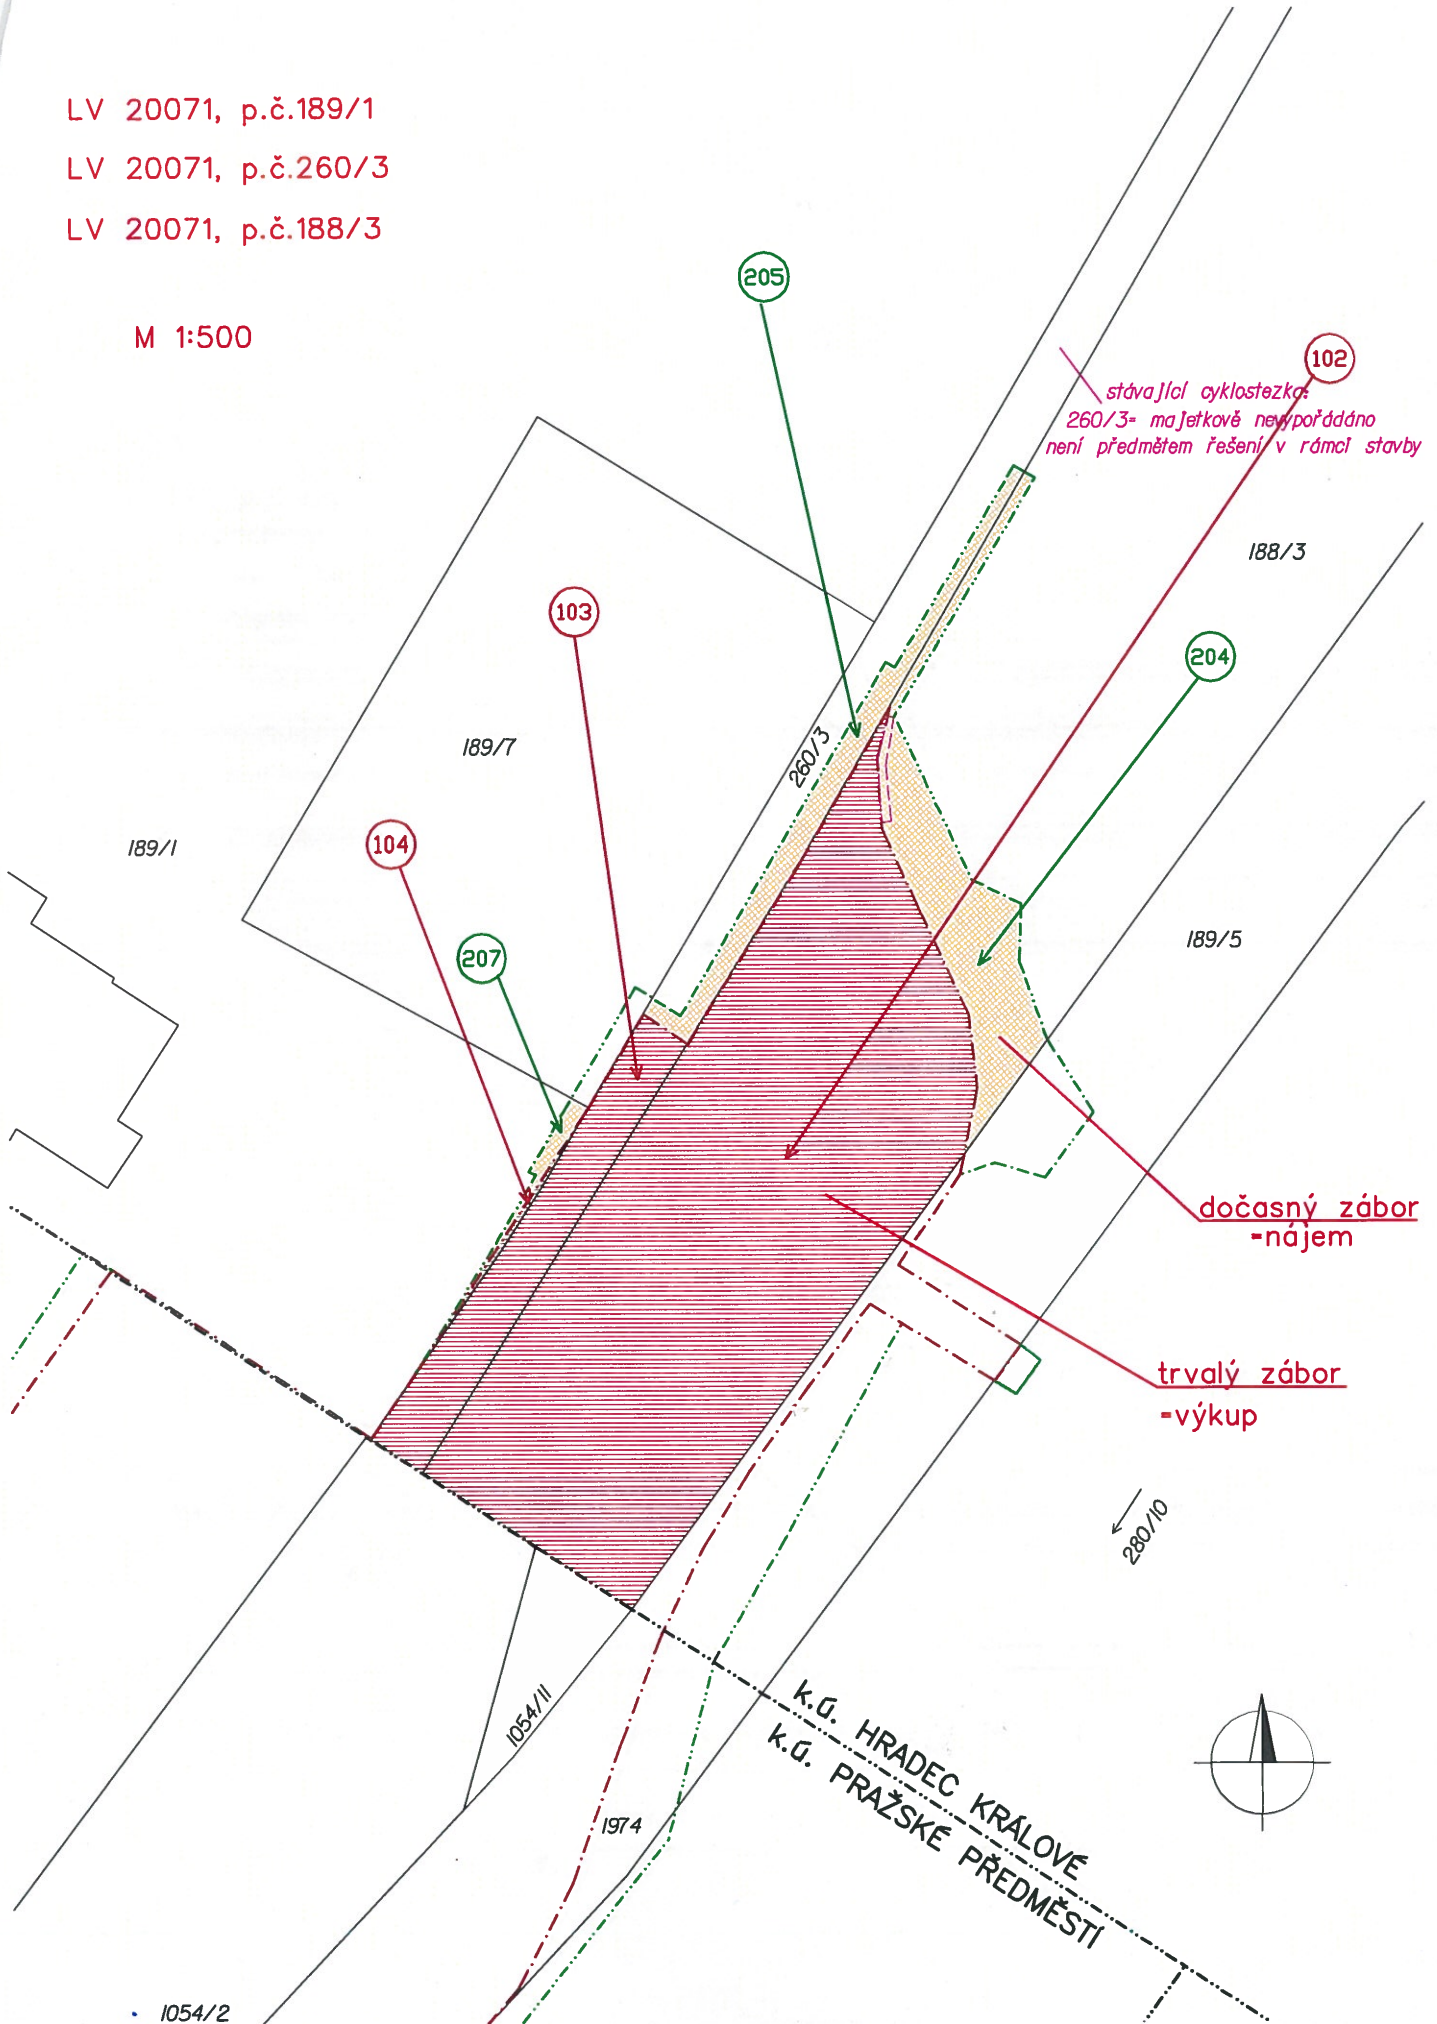 LV 20071, p.č.189/1
LV 20071, p.č.260/3
LV 20071, p.č.188/3
M 1:500
205
102
stávající cyklostezka:
260/3= majetkově nevypořádáno
není předmětem řešení v rámci stavby
188/3
103
204
189/7
260/3
104
189/1
207
189/5
dočasný zábor
=nájem
trvalý zábor
=výkup
280/10
k.ú. HRADEC KRÁLOVÉ
k.ú. PRAŽSKÉ PŘEDMĚSTÍ
1054/11
1974
1054/2